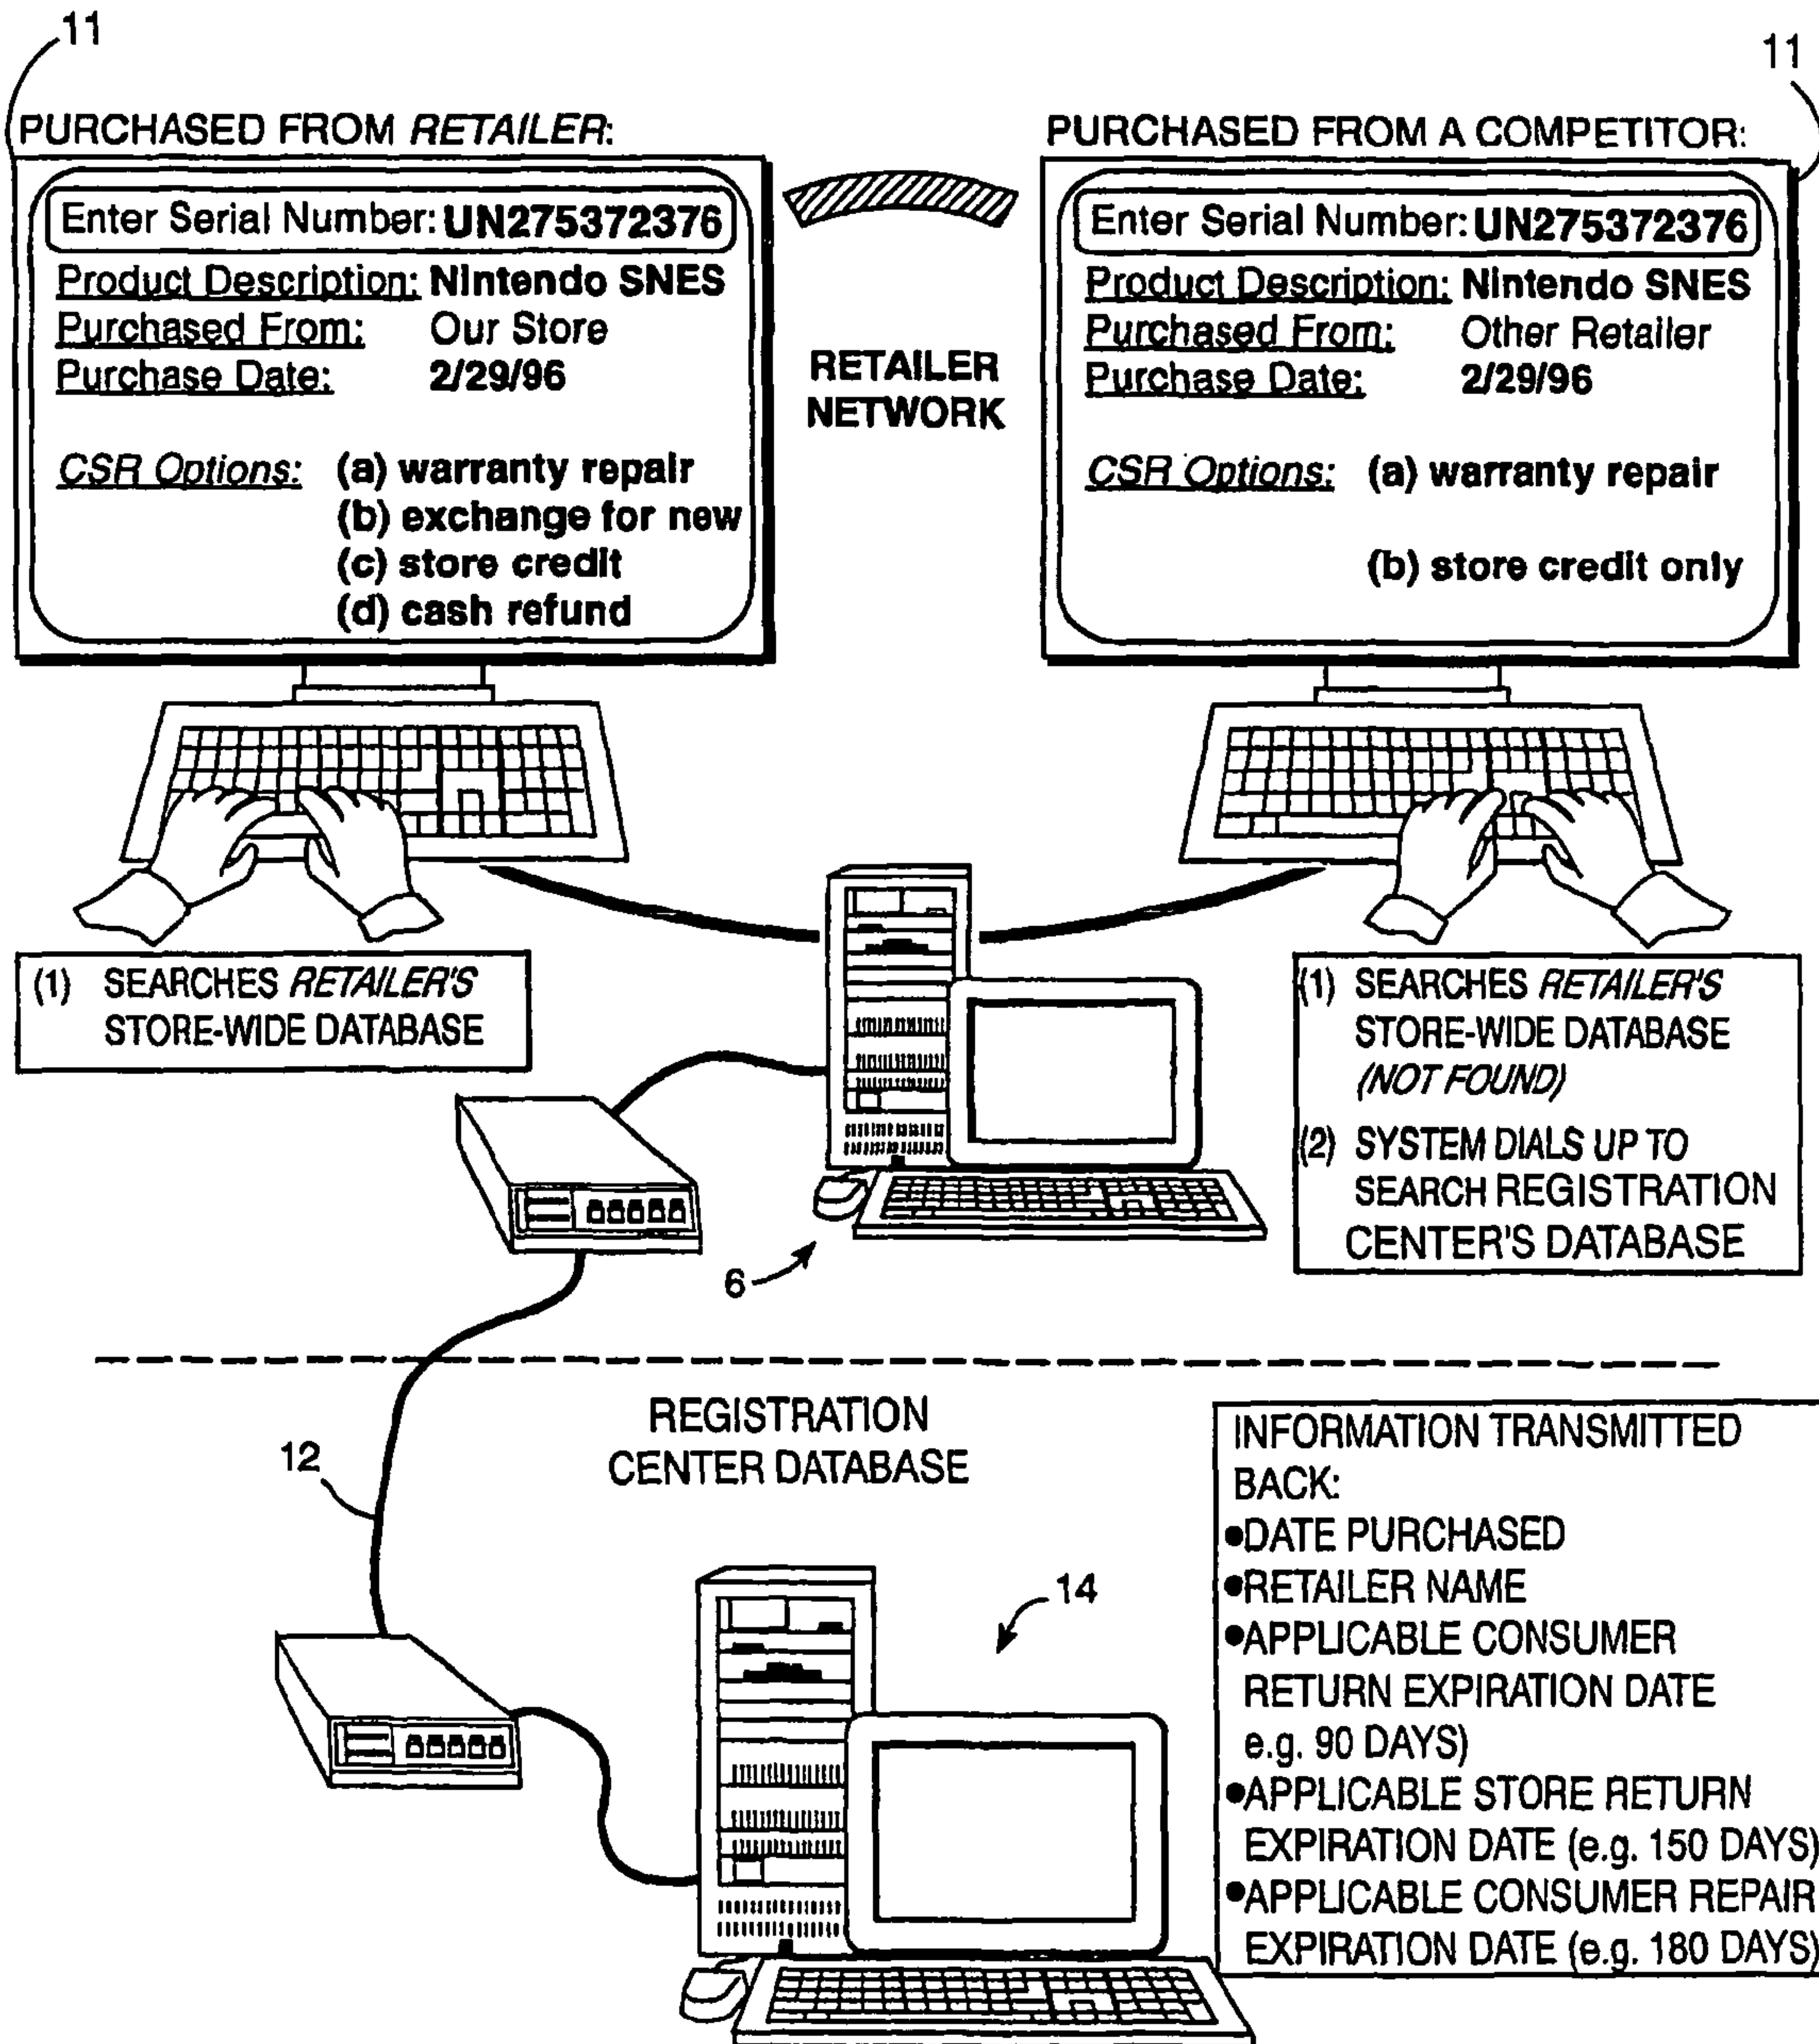 11
11
PURCHASED FROM RETAILER:
Enter Serial Number: UN275372376
Product Description: Nintendo SNES
Purchased From: Our Store
Purchase Date: 2/29/96
CSR Options: (a) warranty repair
(b) exchange for new
(c) store credit
(d) cash refund
RETAILER
NETWORK
PURCHASED FROM A COMPETITOR:
Enter Serial Number: UN275372376
Product Description: Nintendo SNES
Purchased From: Other Retailer
Purchase Date: 2/29/96
CSR Options: (a) warranty repair
(b) store credit only
(1) SEARCHES RETAILER'S
STORE-WIDE DATABASE
(1) SEARCHES RETAILER'S
STORE-WIDE DATABASE
(NOT FOUND)
(2) SYSTEM DIALS UP TO
SEARCH REGISTRATION
CENTER'S DATABASE
6
REGISTRATION
CENTER DATABASE
12
14
INFORMATION TRANSMITTED
BACK:
●DATE PURCHASED
●RETAILER NAME
●APPLICABLE CONSUMER
RETURN EXPIRATION DATE
e.g. 90 DAYS)
●APPLICABLE STORE RETURN
EXPIRATION DATE (e.g. 150 DAYS)
●APPLICABLE CONSUMER REPAIR
EXPIRATION DATE (e.g. 180 DAYS)